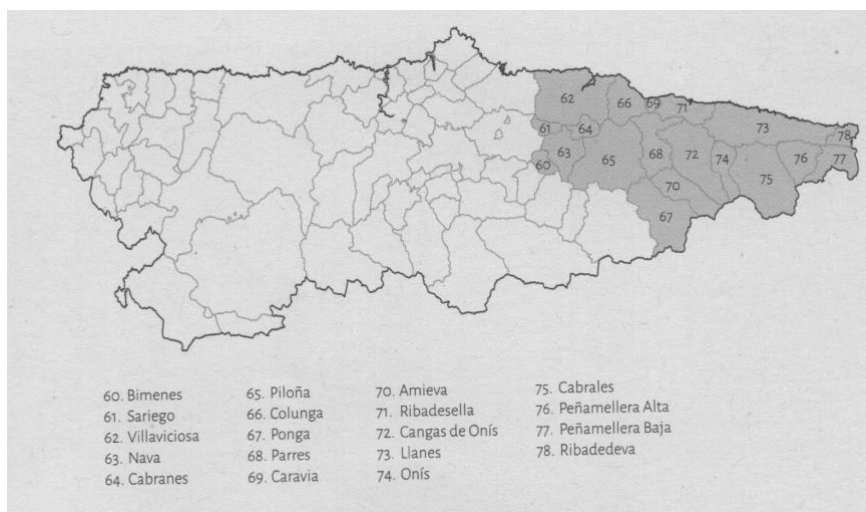 62
66
69
71
61
64
73
78
60
63
65
68
72
74
76
77
70
75
67
60. Bimenes
61. Sariego
62. Villaviciosa
63. Nava
64. Cabranes
65. Piloña
66. Colunga
67. Ponga
68. Parres
69. Caravia
70. Amieva
71. Ribadesella
72. Cangas de Onís
73. Llanes
74. Onís
75. Cabrales
76. Peñamellera Alta
77. Peñamellera Baja
78. Ribadedeva